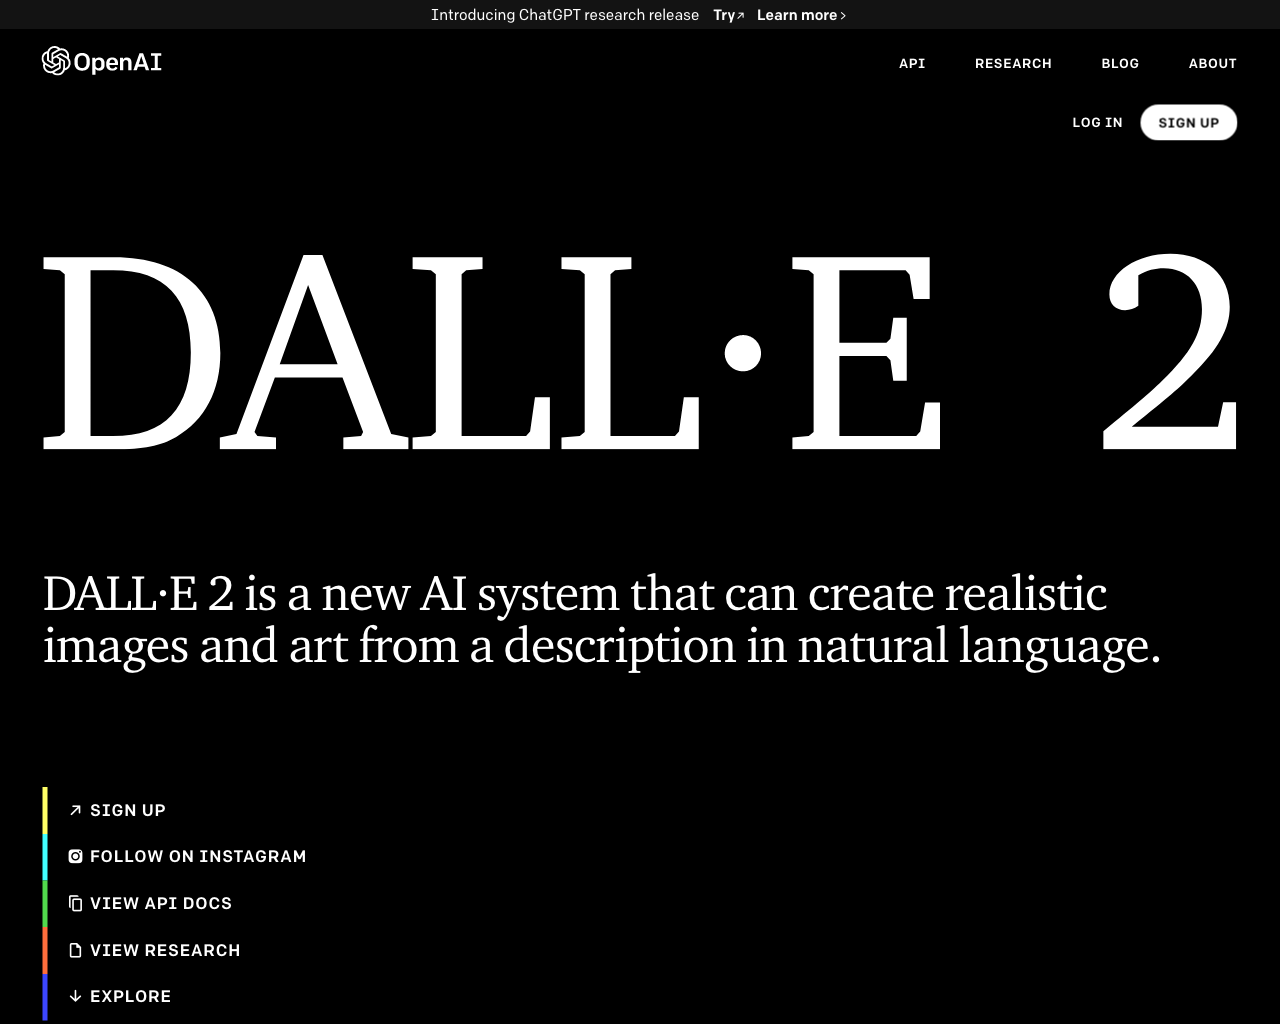 Introducing ChatGPT research release Try↗ Learn more ›
OpenAI
API RESEARCH BLOG ABOUT
LOG IN SIGN UP
DALL·E 2
DALL·E 2 is a new AI system that can create realistic
images and art from a description in natural language.
SIGN UP
FOLLOW ON INSTAGRAM
VIEW API DOCS
VIEW RESEARCH
EXPLORE